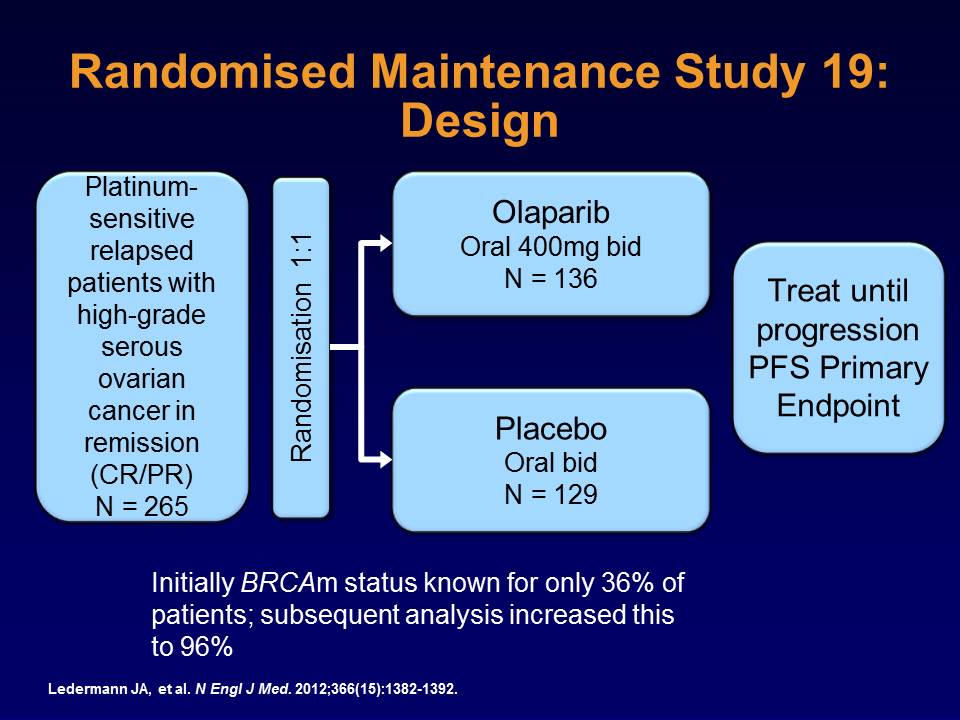 Randomised Maintenance Study 19:
Design
Platinum-
sensitive
relapsed
patients with
high-grade
serous
ovarian
cancer in
remission
(CR/PR)
N = 265
Randomisation 1:1
Olaparib
Oral 400mg bid
N = 136
Placebo
Oral bid
N = 129
Treat until
progression
PFS Primary
Endpoint
Initially BRCAm status known for only 36% of
patients; subsequent analysis increased this
to 96%
Ledermann JA, et al. N Engl J Med. 2012;366(15):1382-1392.